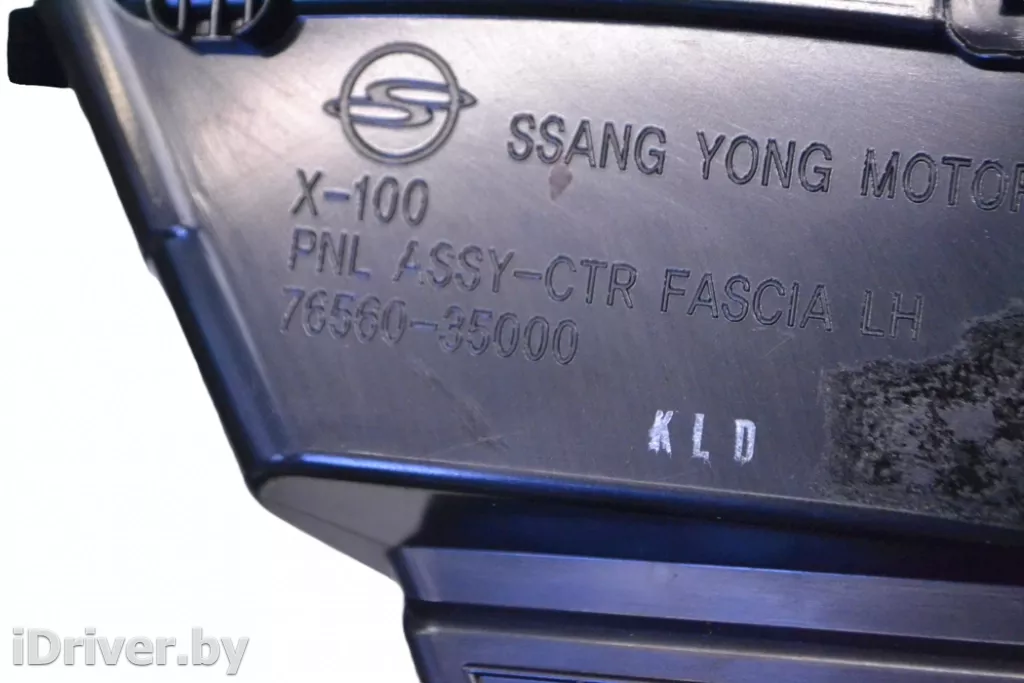 SSANG YONG MOTOR
X-100
PNL ASSY-CTR FASCIA LH
76560-35000
KLD
iDriver.by